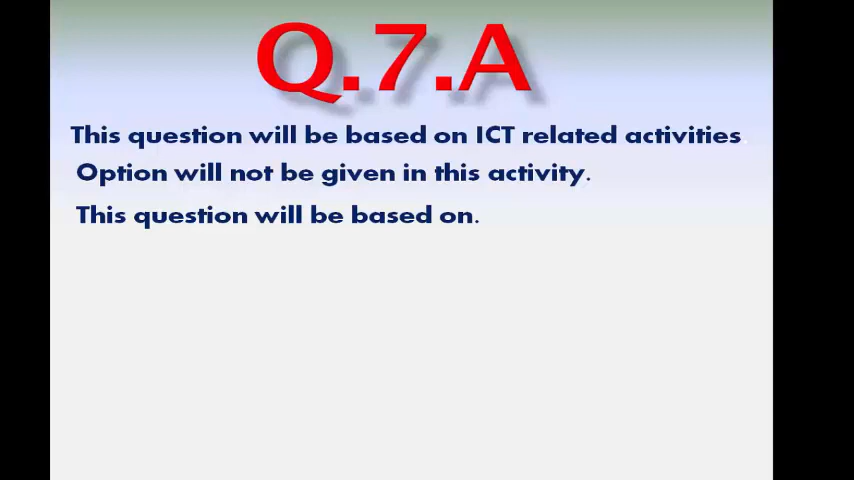 Q.7.A
This question will be based on ICT related activities.
Option will not be given in this activity.
This question will be based on.